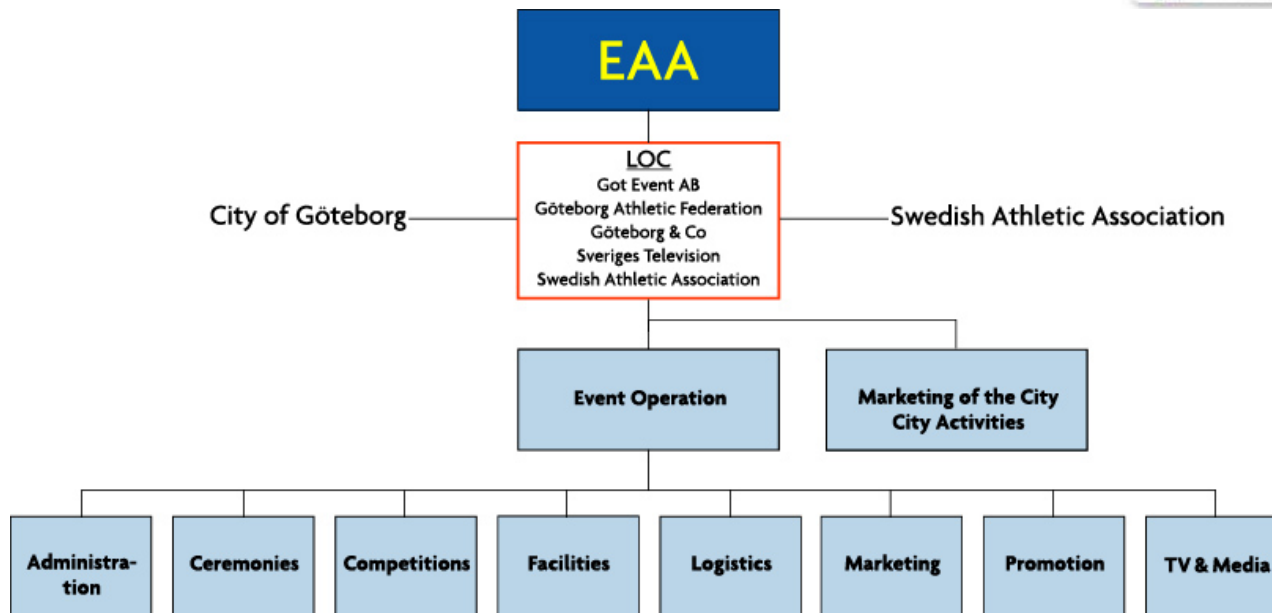 EAA
LOC
Got Event AB
Göteborg Athletic Federation
Göteborg & Co
Sveriges Television
Swedish Athletic Association
City of Göteborg
Swedish Athletic Association
Event Operation
Marketing of the City
City Activities
Administra-
tion
Ceremonies
Competitions
Facilities
Logistics
Marketing
Promotion
TV & Media